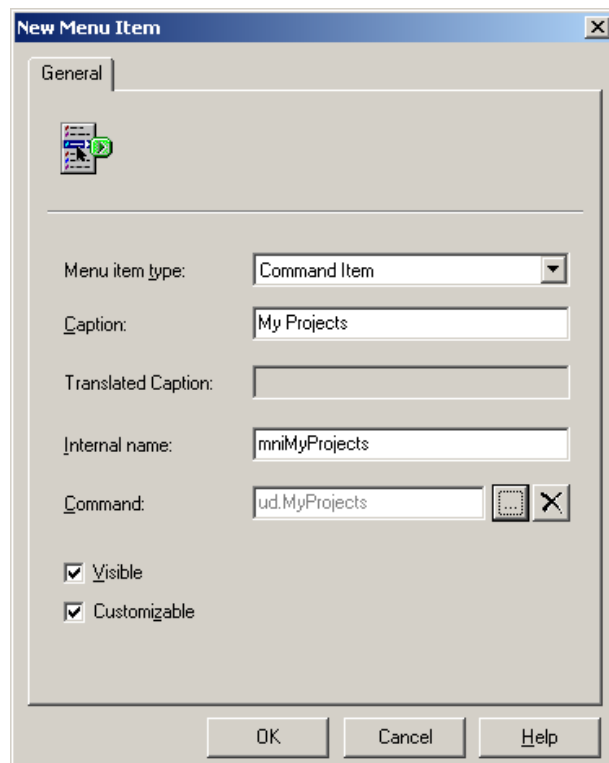 New Menu Item
General
Menu item type: Command Item
Caption: My Projects
Translated Caption:
Internal name: mniMyProjects
Command: ud.MyProjects ...
Visible
Customizable
OK Cancel Help